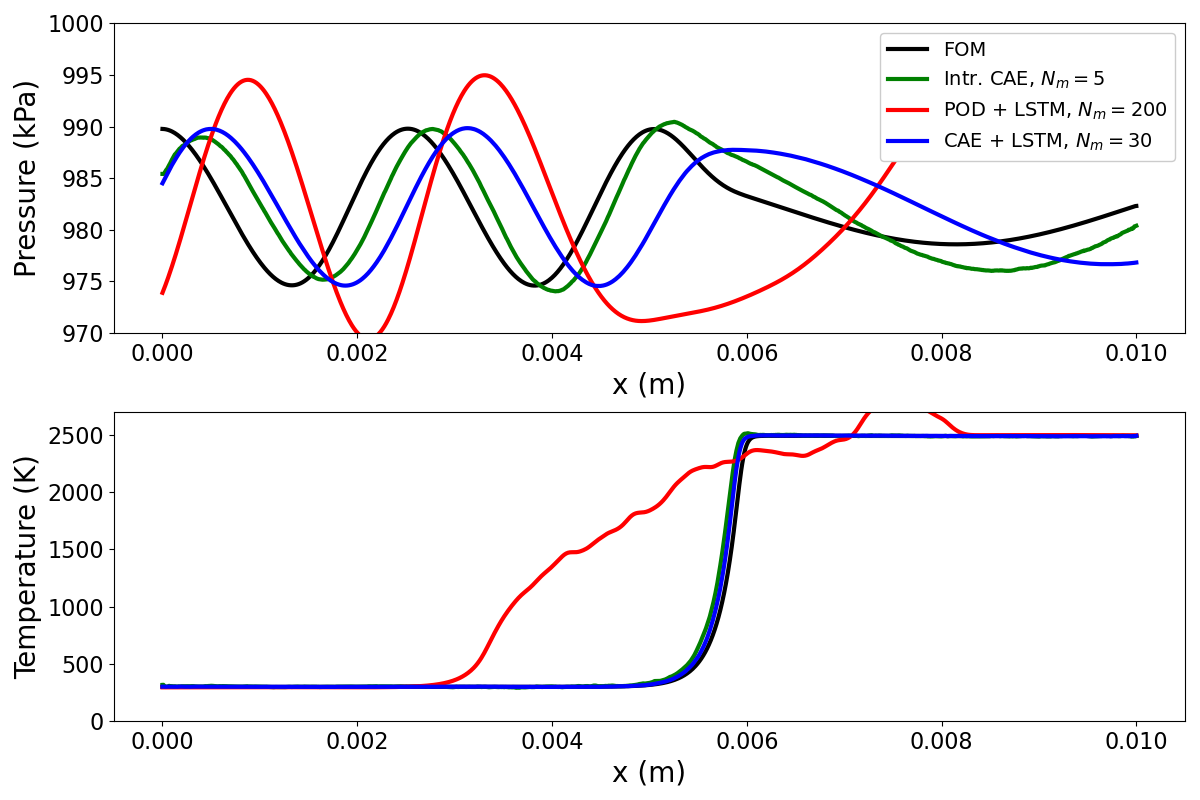 1000
995
990
985
980
975
970
Pressure (kPa)
FOM
Intr. CAE, N_m = 5
POD + LSTM, N_m = 200
CAE + LSTM, N_m = 30
0.000 0.002 0.004 0.006 0.008 0.010
x (m)
2500
2000
1500
1000
500
0
Temperature (K)
0.000 0.002 0.004 0.006 0.008 0.010
x (m)